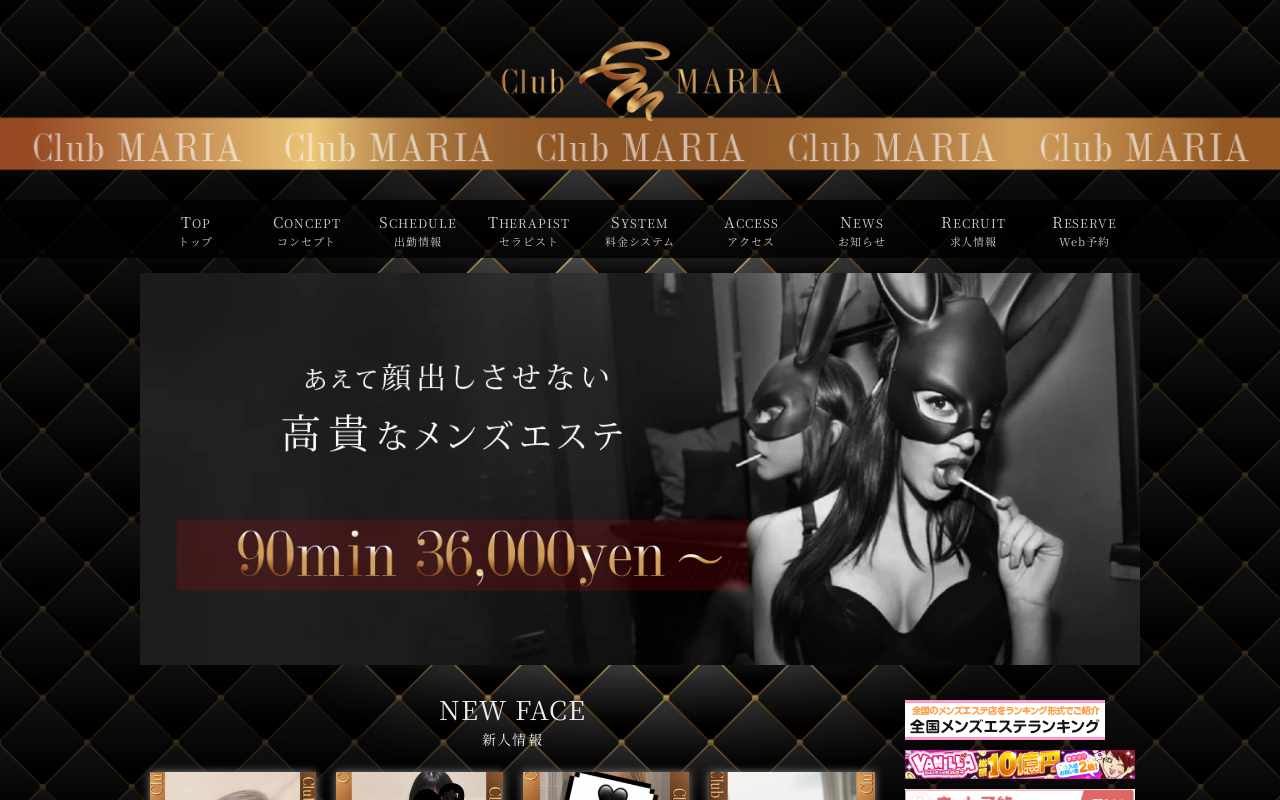 Club MARIA
Club MARIA Club MARIA Club MARIA Club MARIA Club MARIA
TOP CONCEPT SCHEDULE THERAPIST SYSTEM ACCESS NEWS RECRUIT RESERVE
トップ コンセプト 出勤情報 セラピスト 料金システム アクセス お知らせ 求人情報 Web予約
あえて顔出しさせない
高貴なメンズエステ
90min 36,000yen～
NEW FACE
新人情報
全国のメンズエステ店をランキング形式でご紹介
全国メンズエステランキング
VANILLA 10億円